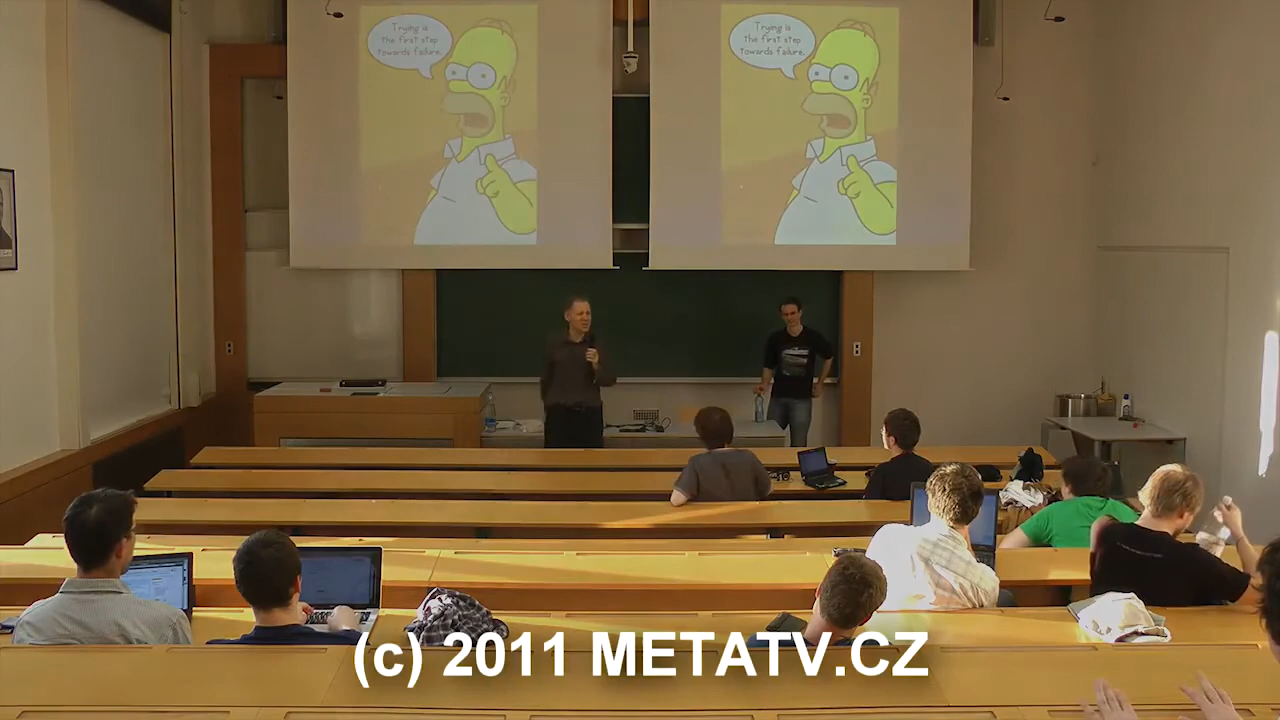 Trying is
the first step
towards failure.
Trying is
the first step
towards failure.
(c) 2011 METATV.CZ